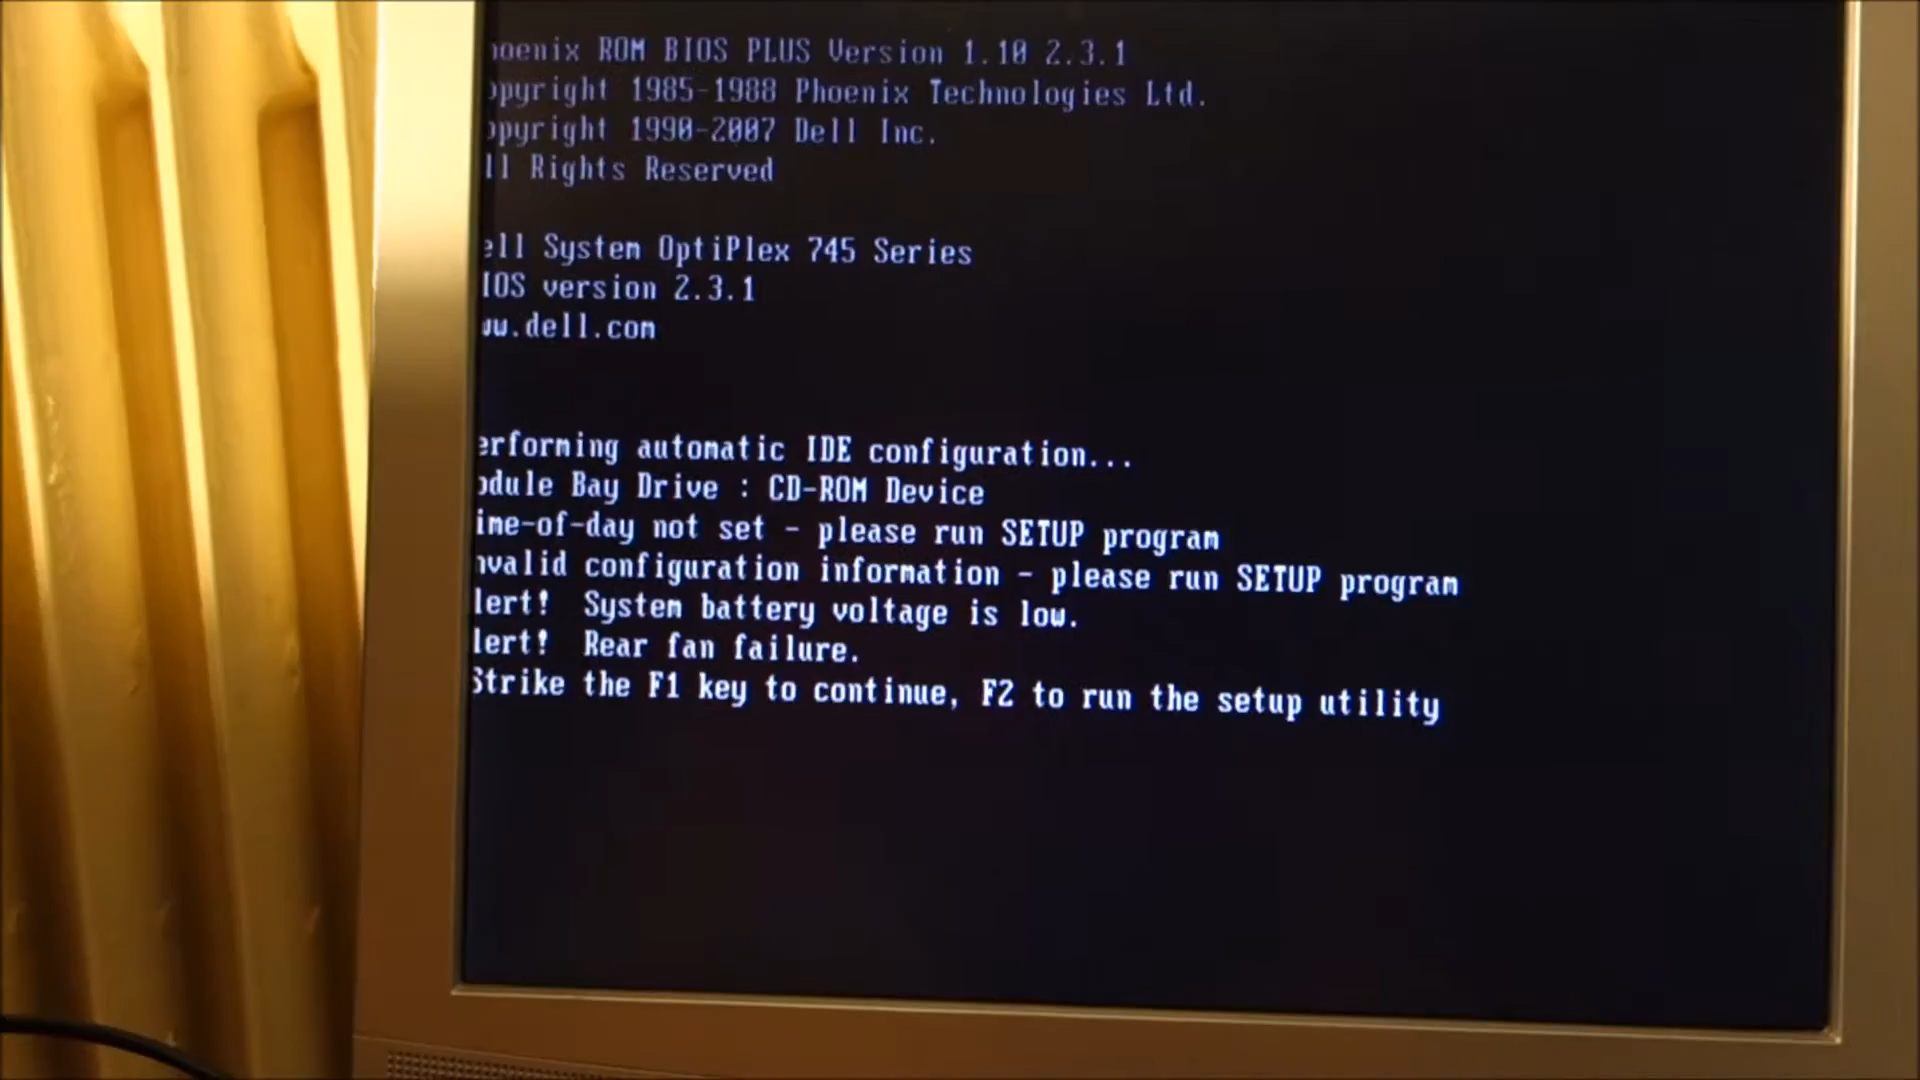 oenix ROM BIOS PLUS Version 1.10 2.3.1
opyright 1985-1988 Phoenix Technologies Ltd.
opyright 1990-2007 Dell Inc.
ll Rights Reserved
ell System OptiPlex 745 Series
IOS version 2.3.1
ww.dell.com
erforming automatic IDE configuration...
odule Bay Drive : CD-ROM Device
ime-of-day not set - please run SETUP program
nvalid configuration information - please run SETUP program
lert!  System battery voltage is low.
lert!  Rear fan failure.
Strike the F1 key to continue, F2 to run the setup utility